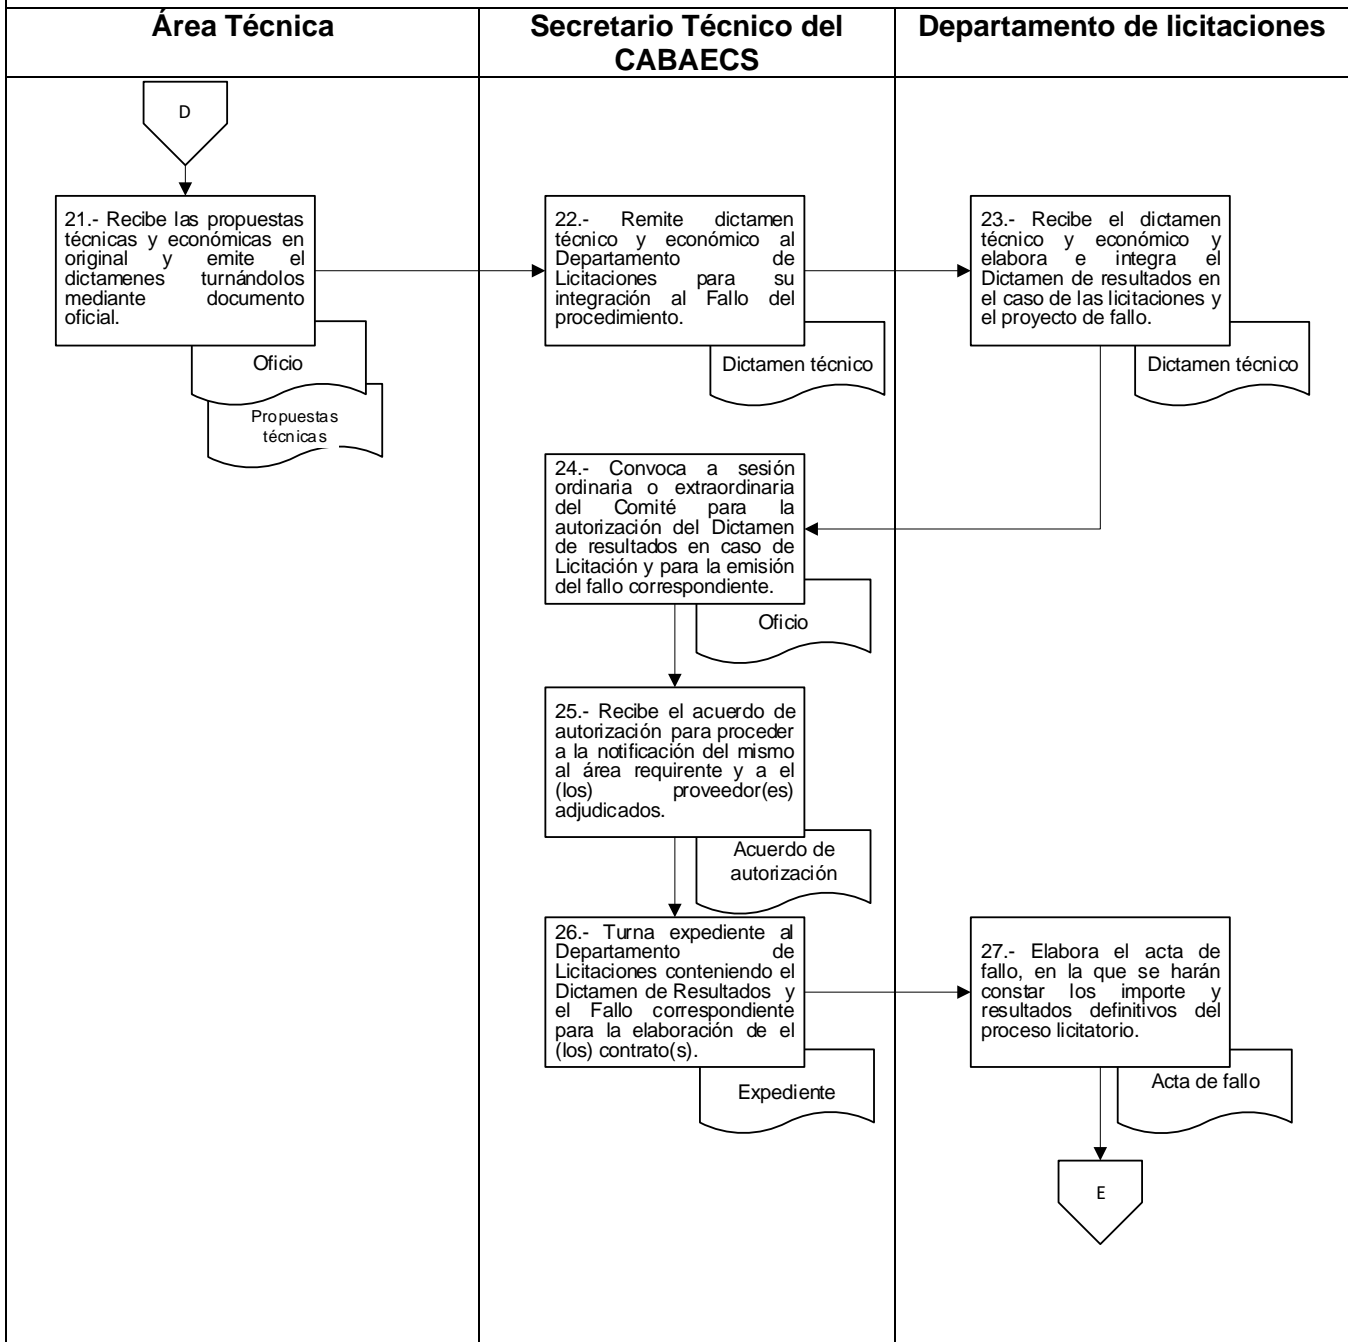 Área Técnica
Secretario Técnico del
CABAECS
Departamento de licitaciones
D
21.- Recibe las propuestas
técnicas y económicas en
original y emite el
dictamenes turnándolos
mediante documento
oficial.
Oficio
Propuestas
técnicas
22.- Remite dictamen
técnico y económico al
Departamento de
Licitaciones para su
integración al Fallo del
procedimiento.
Dictamen técnico
23.- Recibe el dictamen
técnico y económico y
elabora e integra el
Dictamen de resultados en
el caso de las licitaciones y
el proyecto de fallo.
Dictamen técnico
24.- Convoca a sesión
ordinaria o extraordinaria
del Comité para la
autorización del Dictamen
de resultados en caso de
Licitación y para la emisión
del fallo correspondiente.
Oficio
25.- Recibe el acuerdo de
autorización para proceder
a la notificación del mismo
al área requirente y a el
(los) proveedor(es)
adjudicados.
Acuerdo de
autorización
26.- Turna expediente al
Departamento de
Licitaciones conteniendo el
Dictamen de Resultados y
el Fallo correspondiente
para la elaboración de el
(los) contrato(s).
Expediente
27.- Elabora el acta de
fallo, en la que se harán
constar los importe y
resultados definitivos del
proceso licitatorio.
Acta de fallo
E